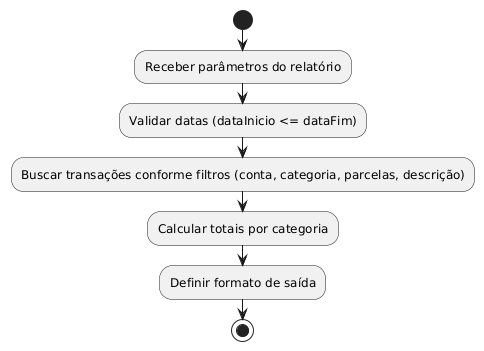 Receber parâmetros do relatório
Validar datas (dataInicio <= dataFim)
Buscar transações conforme filtros (conta, categoria, parcelas, descrição)
Calcular totais por categoria
Definir formato de saída